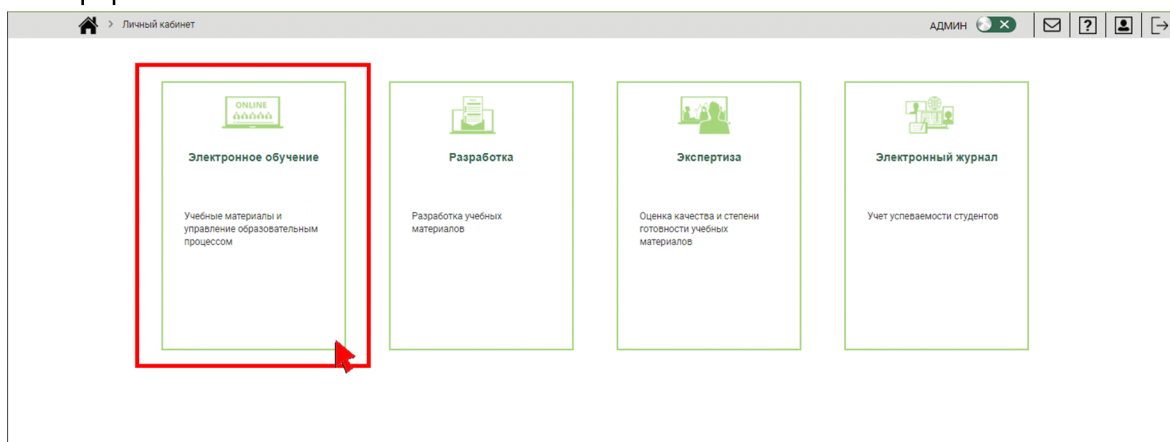 Личный кабинет
АДМИН
ONLINE
Электронное обучение
Учебные материалы и
управление образовательным
процессом
Разработка
Разработка учебных
материалов
Экспертиза
Оценка качества и степени
готовности учебных
материалов
Электронный журнал
Учет успеваемости студентов